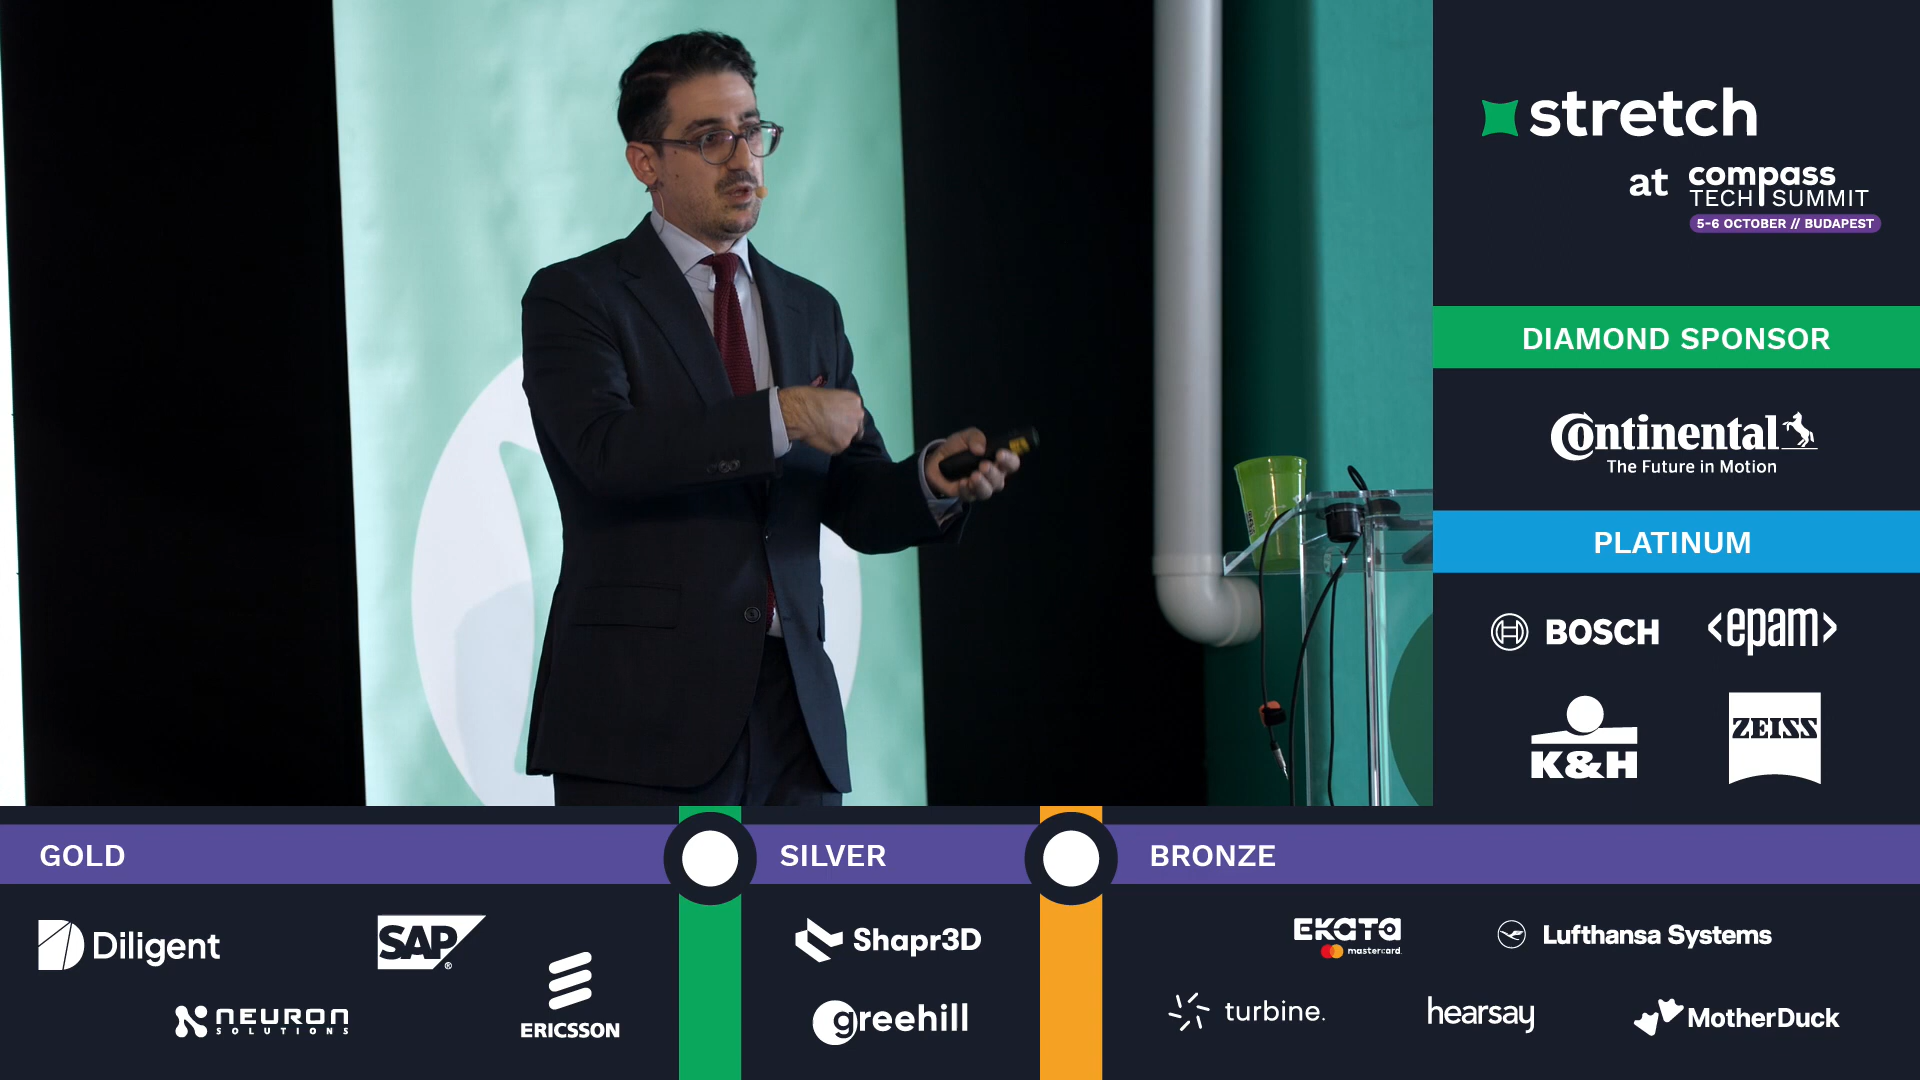 stretch
at
compass
TECH SUMMIT
5-6 OCTOBER // BUDAPEST
DIAMOND SPONSOR
Continental
The Future in Motion
PLATINUM
BOSCH
<epam>
K&H
ZEISS
GOLD
SILVER
BRONZE
Diligent
SAP®
NEURON
SOLUTIONS
ERICSSON
Shapr3D
greehill
EKATA
mastercard.
Lufthansa Systems
turbine.
hearsay
MotherDuck